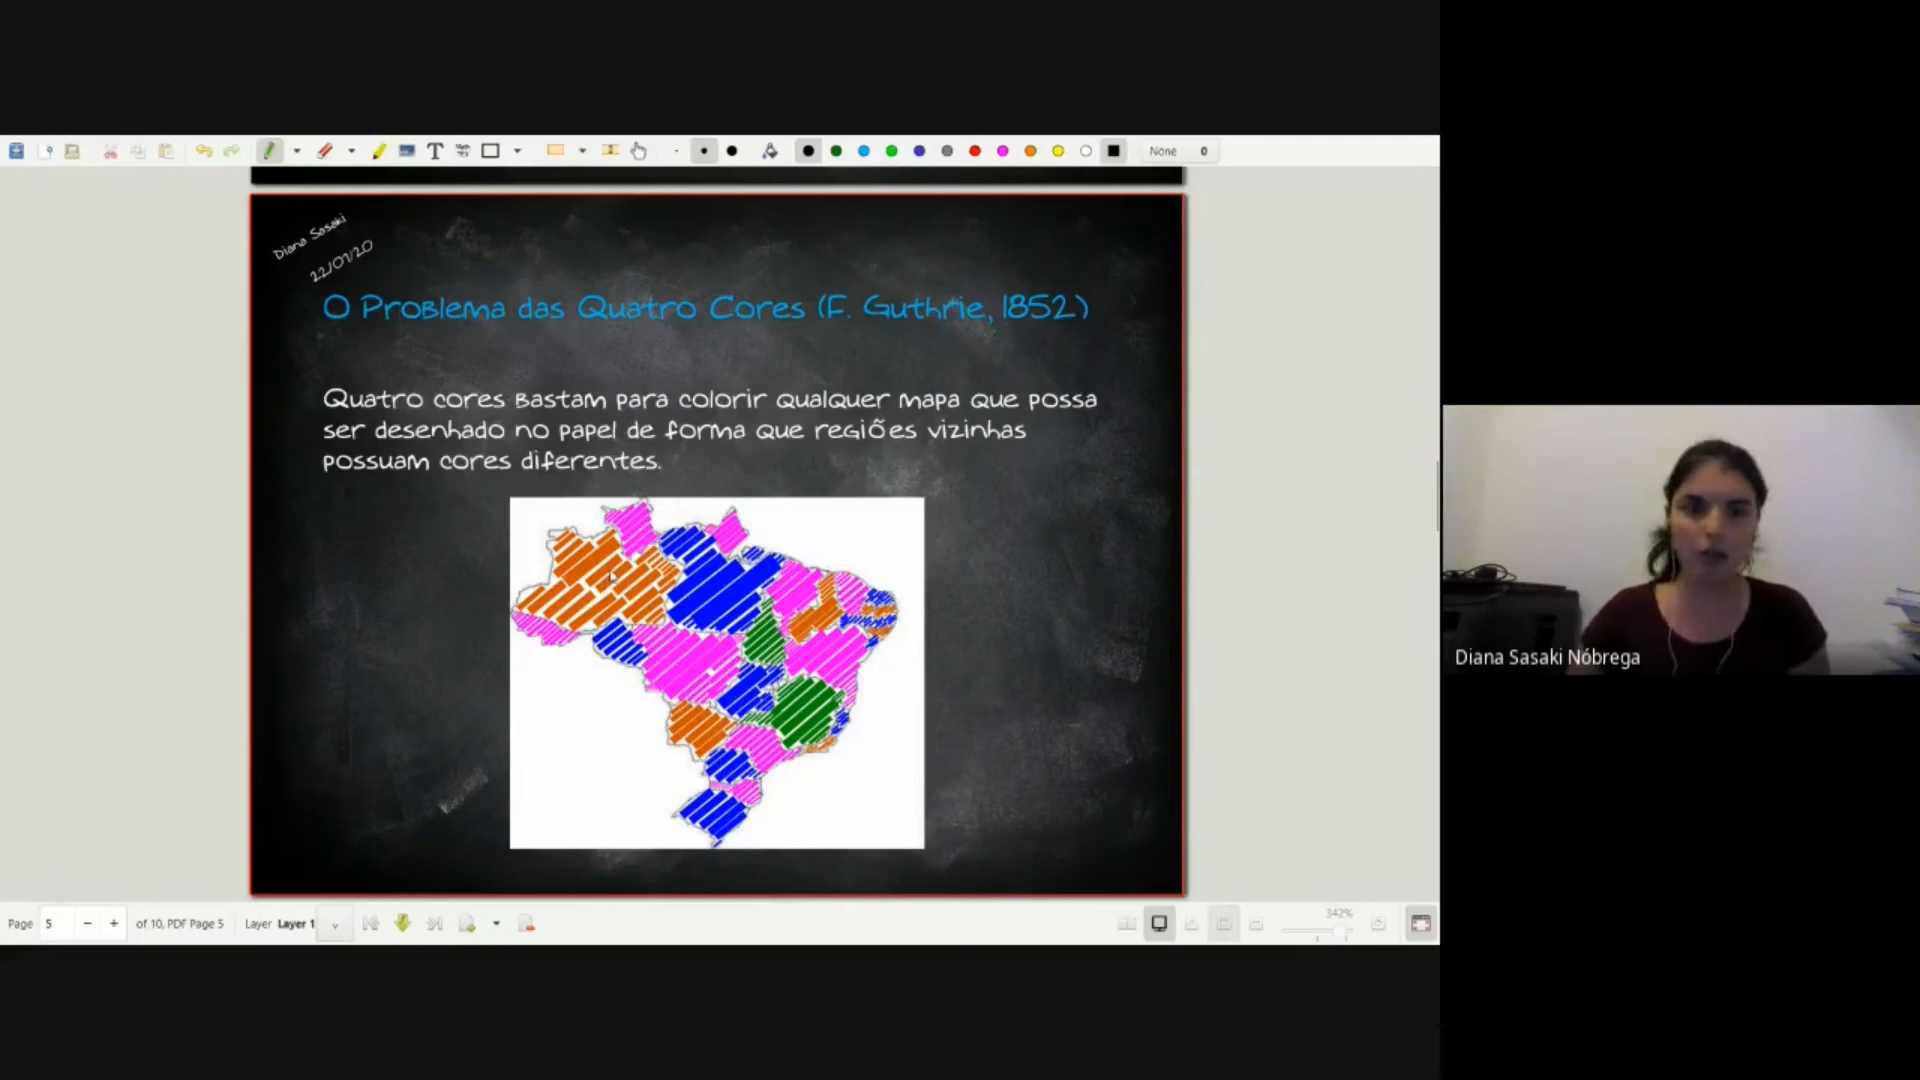 T
None 0
Diana Sasaki
22/01/20
O Problema das Quatro Cores (F. Guthrie, 1852)
Quatro cores bastam para colorir qualquer mapa que possa
ser desenhado no papel de forma que regiões vizinhas
possuam cores diferentes.
Diana Sasaki Nóbrega
Page 5 - + of 10, PDF Page 5 Layer Layer 1
342%